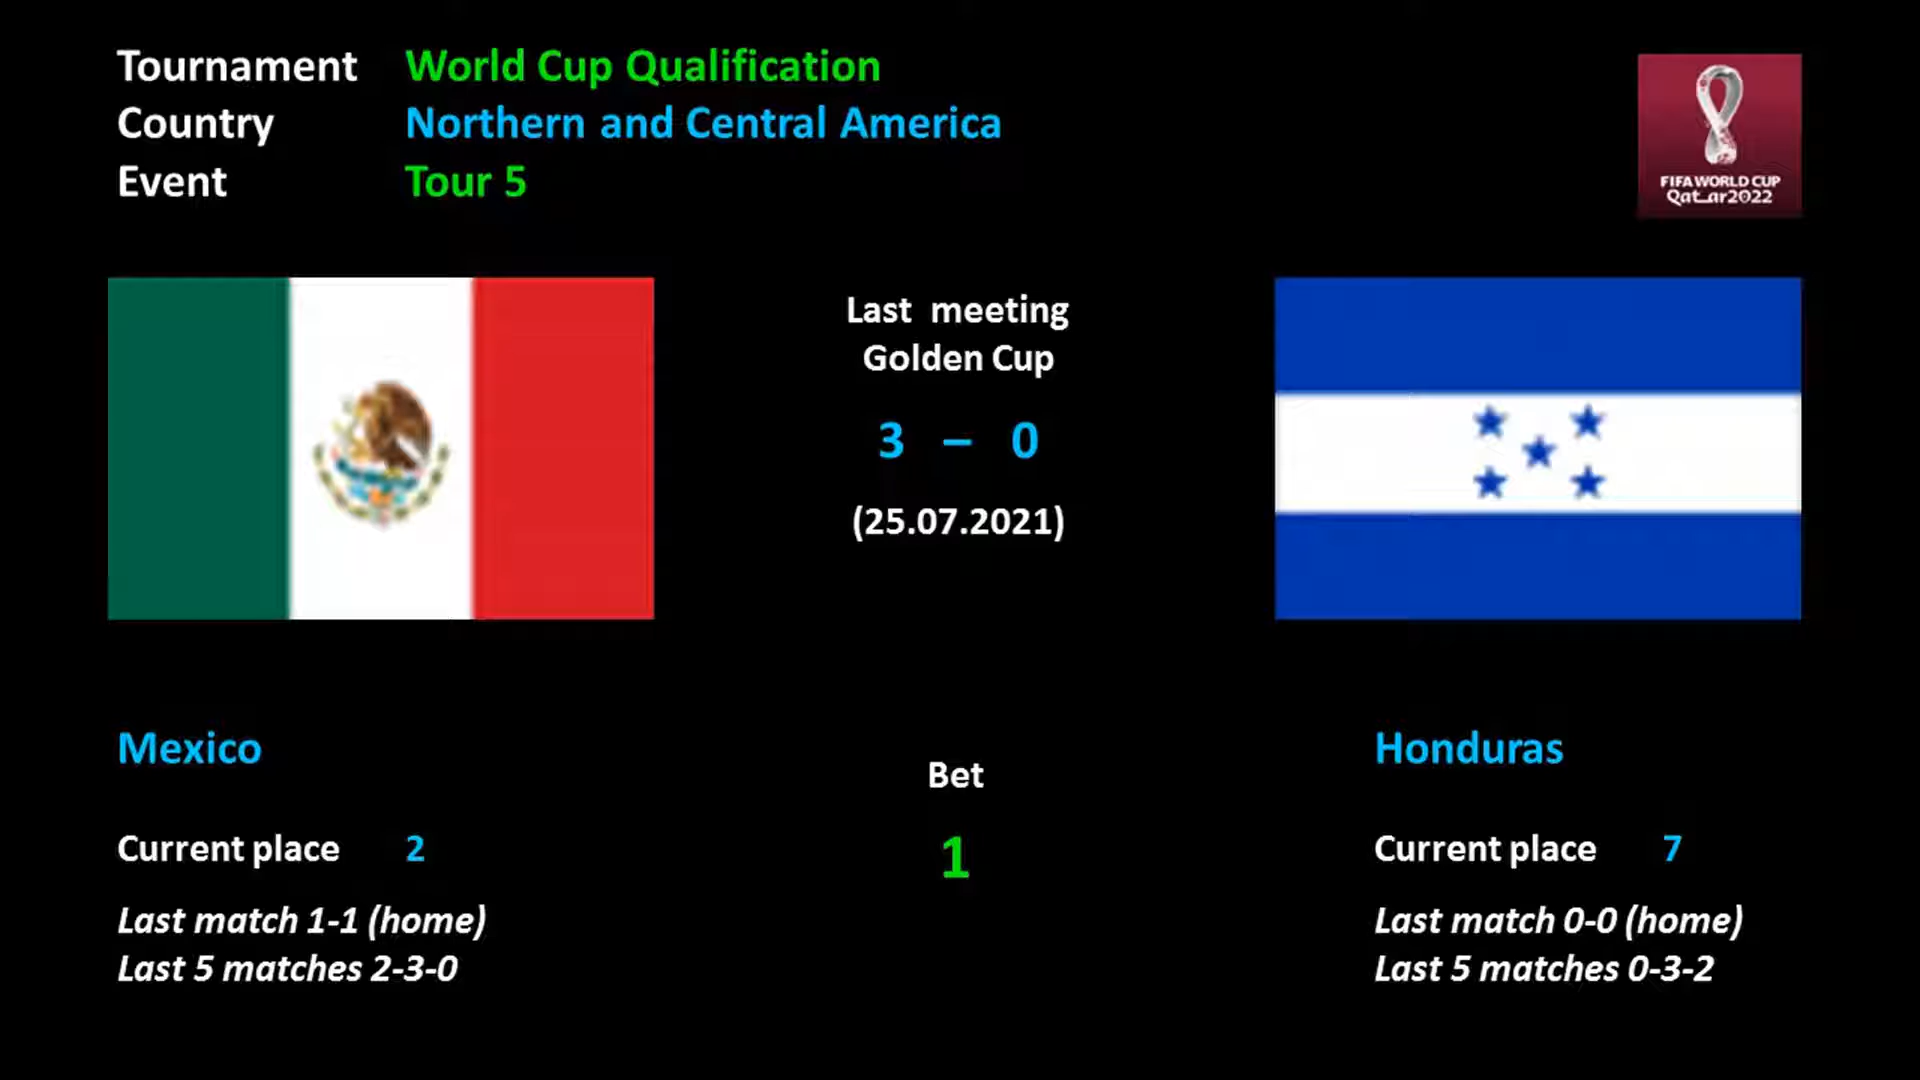 Tournament World Cup Qualification
Country Northern and Central America
Event Tour 5
FIFA WORLD CUP
Qatar2022
Last meeting
Golden Cup
3 – 0
(25.07.2021)
Mexico
Honduras
Bet
1
Current place 2
Current place 7
Last match 1-1 (home)
Last match 0-0 (home)
Last 5 matches 2-3-0
Last 5 matches 0-3-2